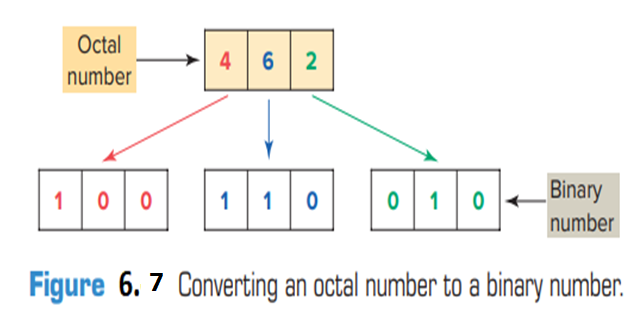 Octal
number
4 6 2
1 0 0 1 1 0 0 1 0
Binary
number
Figure 6. 7 Converting an octal number to a binary number.